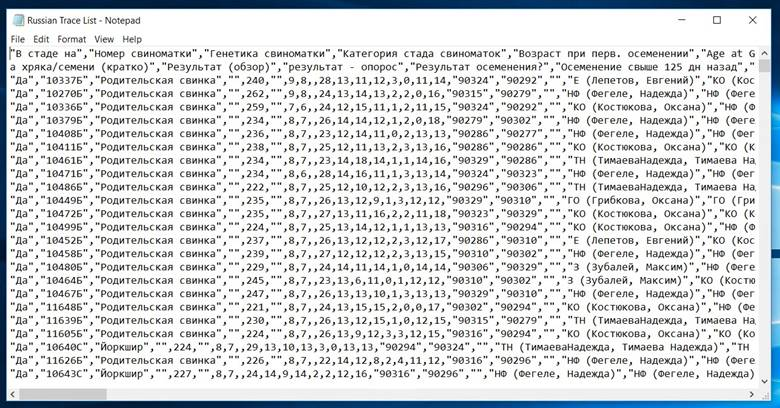 Russian Trace List - Notepad
File Edit Format View Help
"В стаде на","Номер свиноматки","Генетика свиноматки","Категория стада свиноматок","Возраст при перв. осеменении","Age at G
а хряка/семени (кратко)","Результат (обзор)","результат - опорос","Результат осеменения?","Осеменение свыше 125 дн назад","
"Да","10337Б","Родительская свинка","",240,"",9,8,,28,13,11,12,3,0,11,14,"90324","90292","","Е (Лепетов, Евгений)","КО (Кос
"Да","10270Б","Родительская свинка","",262,"",9,8,,24,13,14,13,2,2,0,16,"90315","90279","","НФ (Фегеле, Надежда)","НФ (Фег
"Да","10336Б","Родительская свинка","",259,"",7,6,,24,12,15,11,1,2,11,15,"90324","90292","","КО (Костюкова, Оксана)","НФ (Ф
"Да","10379Б","Родительская свинка","",234,"",8,7,,26,14,14,12,1,2,0,18,"90279","90302","","НФ (Фегеле, Надежда)","НФ (Фег
"Да","10408Б","Родительская свинка","",236,"",8,7,,23,12,14,11,0,2,13,13,"90286","90277","","НФ (Фегеле, Надежда)","НФ (Фег
"Да","10411Б","Родительская свинка","",238,"",8,7,,25,12,11,13,2,3,13,16,"90286","90286","","КО (Костюкова, Оксана)","КО (К
"Да","10461Б","Родительская свинка","",234,"",8,7,,23,14,18,14,1,1,14,16,"90329","90286","","ТН (ТимаеваНадежда, Тимаева На
"Да","10471Б","Родительская свинка","",234,"",8,6,,28,14,16,11,1,3,13,14,"90324","90323","","НФ (Фегеле, Надежда)","НФ (Фег
"Да","10486Б","Родительская свинка","",222,"",8,7,,25,12,10,12,2,3,13,16,"90296","90306","","ТН (ТимаеваНадежда, Тимаева На
"Да","10449Б","Родительская свинка","",235,"",8,7,,26,13,12,9,1,3,12,12,"90329","90310","","ГО (Грибкова, Оксана)","ГО (Гри
"Да","10472Б","Родительская свинка","",235,"",8,7,,27,13,11,16,2,2,11,18,"90323","90329","","КО (Костюкова, Оксана)","КО (К
"Да","10499Б","Родительская свинка","",224,"",8,7,,25,13,14,12,1,1,13,13,"90316","90294","","КО (Костюкова, Оксана)","КО (К
"Да","10452Б","Родительская свинка","",237,"",8,7,,26,13,12,12,2,3,12,17,"90286","90310","","Е (Лепетов, Евгений)","КО (Кос
"Да","10458Б","Родительская свинка","",239,"",8,7,,27,12,12,12,2,3,13,15,"90310","90302","","НФ (Фегеле, Надежда)","НФ (Фег
"Да","10480Б","Родительская свинка","",229,"",8,7,,24,14,11,14,1,0,14,14,"90306","90329","","З (Зубалей, Максим)","НФ (Феге
"Да","10464Б","Родительская свинка","",245,"",8,7,,23,13,6,11,0,1,12,12,"90310","90302","","З (Зубалей, Максим)","КО (Костю
"Да","10467Б","Родительская свинка","",247,"",8,7,,26,13,13,10,1,3,13,13,"90329","90310","","НФ (Фегеле, Надежда)","НФ (Фег
"Да","11648Б","Родительская свинка","",221,"",8,7,,24,13,15,15,2,0,0,17,"90302","90294","","КО (Костюкова, Оксана)","НФ (Фе
"Да","11639Б","Родительская свинка","",230,"",8,7,,26,13,12,15,1,0,12,15,"90315","90279","","ТН (ТимаеваНадежда, Тимаева На
"Да","11605Б","Родительская свинка","",224,"",8,7,,26,13,9,12,3,3,12,15,"90316","90294","","КО (Костюкова, Оксана)","КО (Ко
"Да","10640С","Йоркшир","",224,"",8,7,,29,13,10,13,3,0,13,13,"90294","90324","","ТН (ТимаеваНадежда, Тимаева Надежда)","ТН
"Да","11626Б","Родительская свинка","",226,"",8,7,,22,14,12,8,2,4,11,12,"90316","90296","","НФ (Фегеле, Надежда)","НФ (Феге
"Да","10643С","Йоркшир","",227,"",8,7,,24,14,9,14,2,2,12,16,"90316","90296","","НФ (Фегеле, Надежда)","НФ (Фегеле, Надежда)